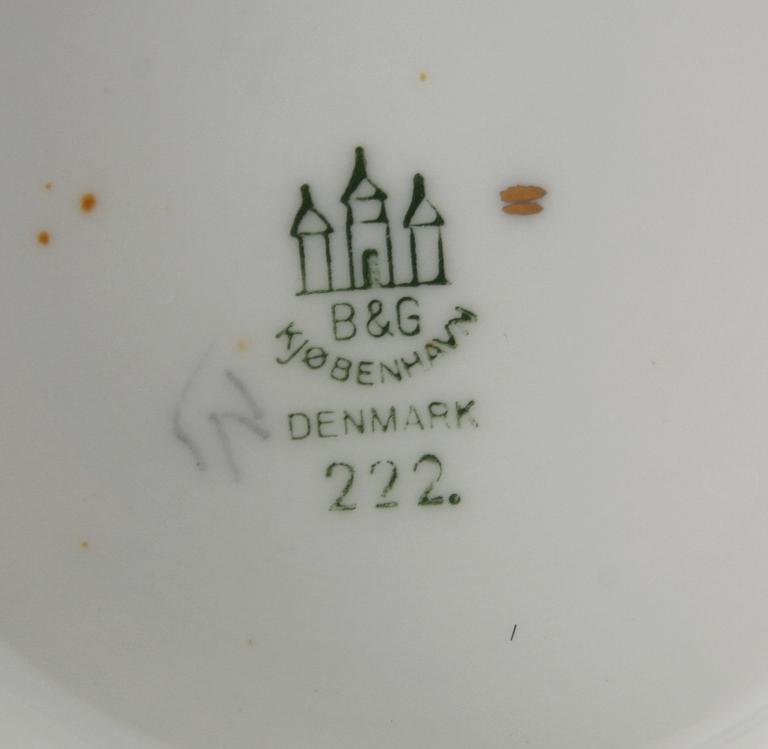 B&G
KJØBENHAVN
DENMARK
222.